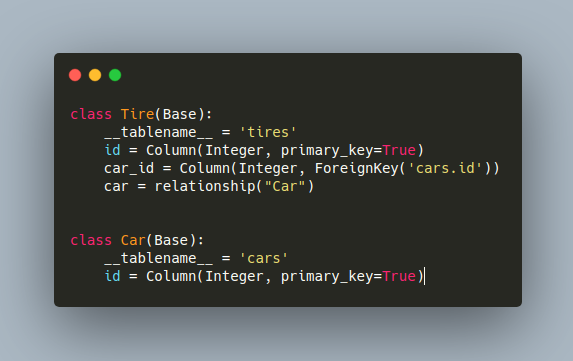 class Tire(Base):
    __tablename__ = 'tires'
    id = Column(Integer, primary_key=True)
    car_id = Column(Integer, ForeignKey('cars.id'))
    car = relationship("Car")
class Car(Base):
    __tablename__ = 'cars'
    id = Column(Integer, primary_key=True)